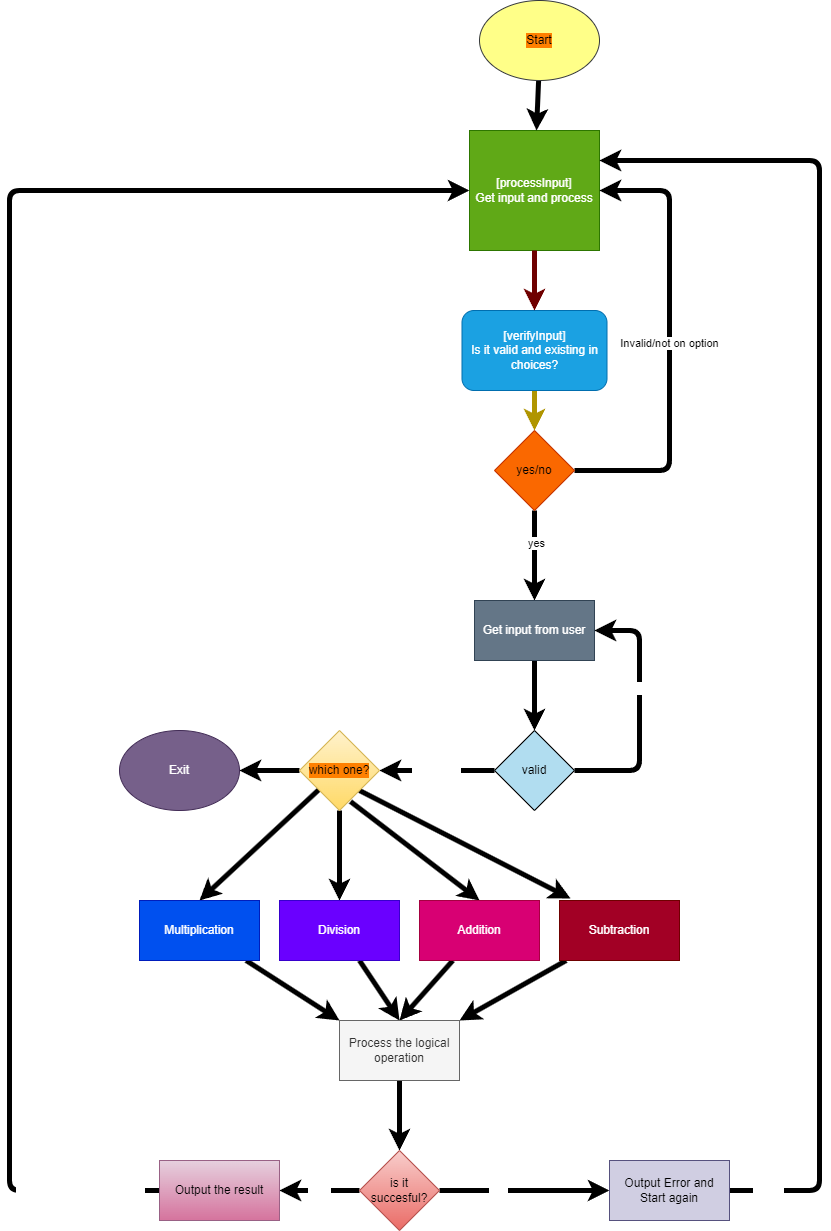 Start
[processInput]
Get input and process
[verifyInput]
Is it valid and existing in
choices?
Invalid/not on option
yes/no
yes
Get input from user
Exit
which one?
valid
Multiplication
Division
Addition
Subtraction
Process the logical
operation
Output the result
is it
succesful?
Output Error and
Start again